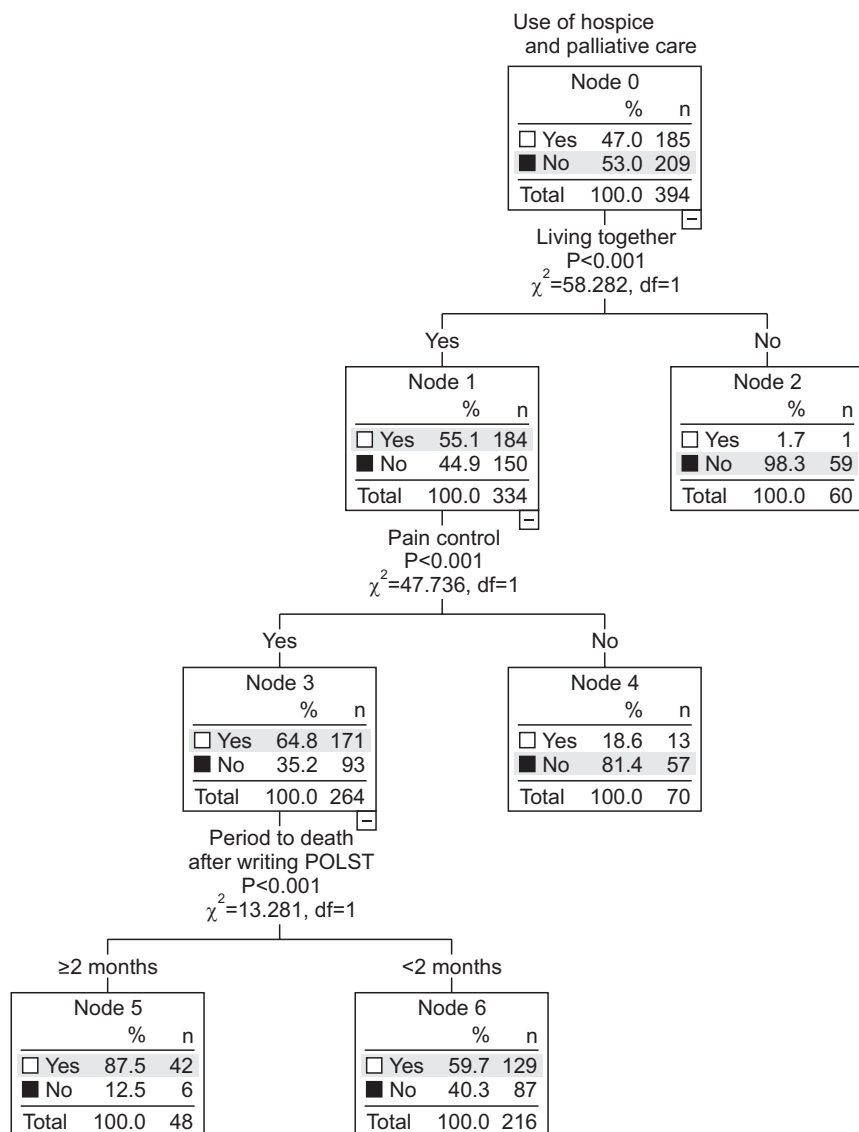 Use of hospice
and palliative care
Node 0
% n
□ Yes 47.0 185
■ No 53.0 209
Total 100.0 394
−
Living together
P<0.001
χ²=58.282, df=1
Yes No
Node 1
% n
□ Yes 55.1 184
■ No 44.9 150
Total 100.0 334
−
Node 2
% n
□ Yes 1.7 1
■ No 98.3 59
Total 100.0 60
Pain control
P<0.001
χ²=47.736, df=1
Yes No
Node 3
% n
□ Yes 64.8 171
■ No 35.2 93
Total 100.0 264
−
Node 4
% n
□ Yes 18.6 13
■ No 81.4 57
Total 100.0 70
Period to death
after writing POLST
P<0.001
χ²=13.281, df=1
≥2 months <2 months
Node 5
% n
□ Yes 87.5 42
■ No 12.5 6
Total 100.0 48
Node 6
% n
□ Yes 59.7 129
■ No 40.3 87
Total 100.0 216